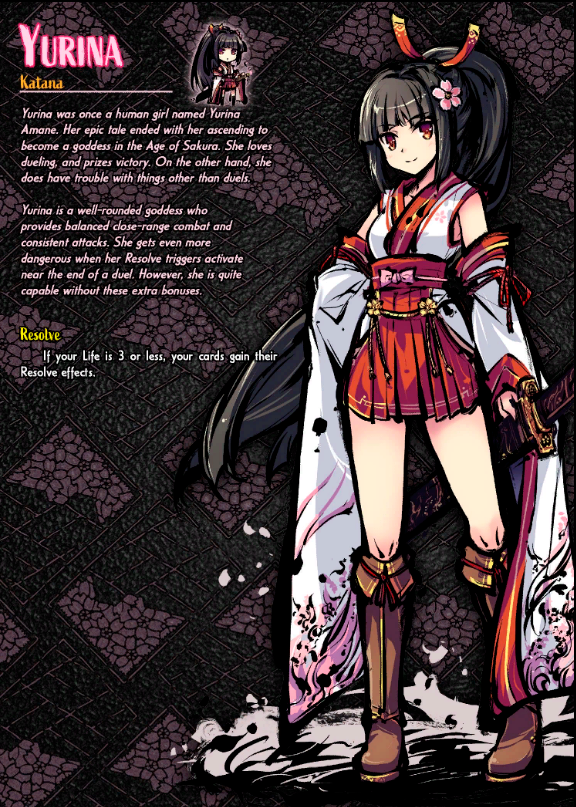 YURINA
Katana
Yurina was once a human girl named Yurina
Amane. Her epic tale ended with her ascending to
become a goddess in the Age of Sakura. She loves
dueling, and prizes victory. On the other hand, she
does have trouble with things other than duels.
Yurina is a well-rounded goddess who
provides balanced close-range combat and
consistent attacks. She gets even more
dangerous when her Resolve triggers activate
near the end of a duel. However, she is quite
capable without these extra bonuses.
Resolve
If your Life is 3 or less, your cards gain their
Resolve effects.